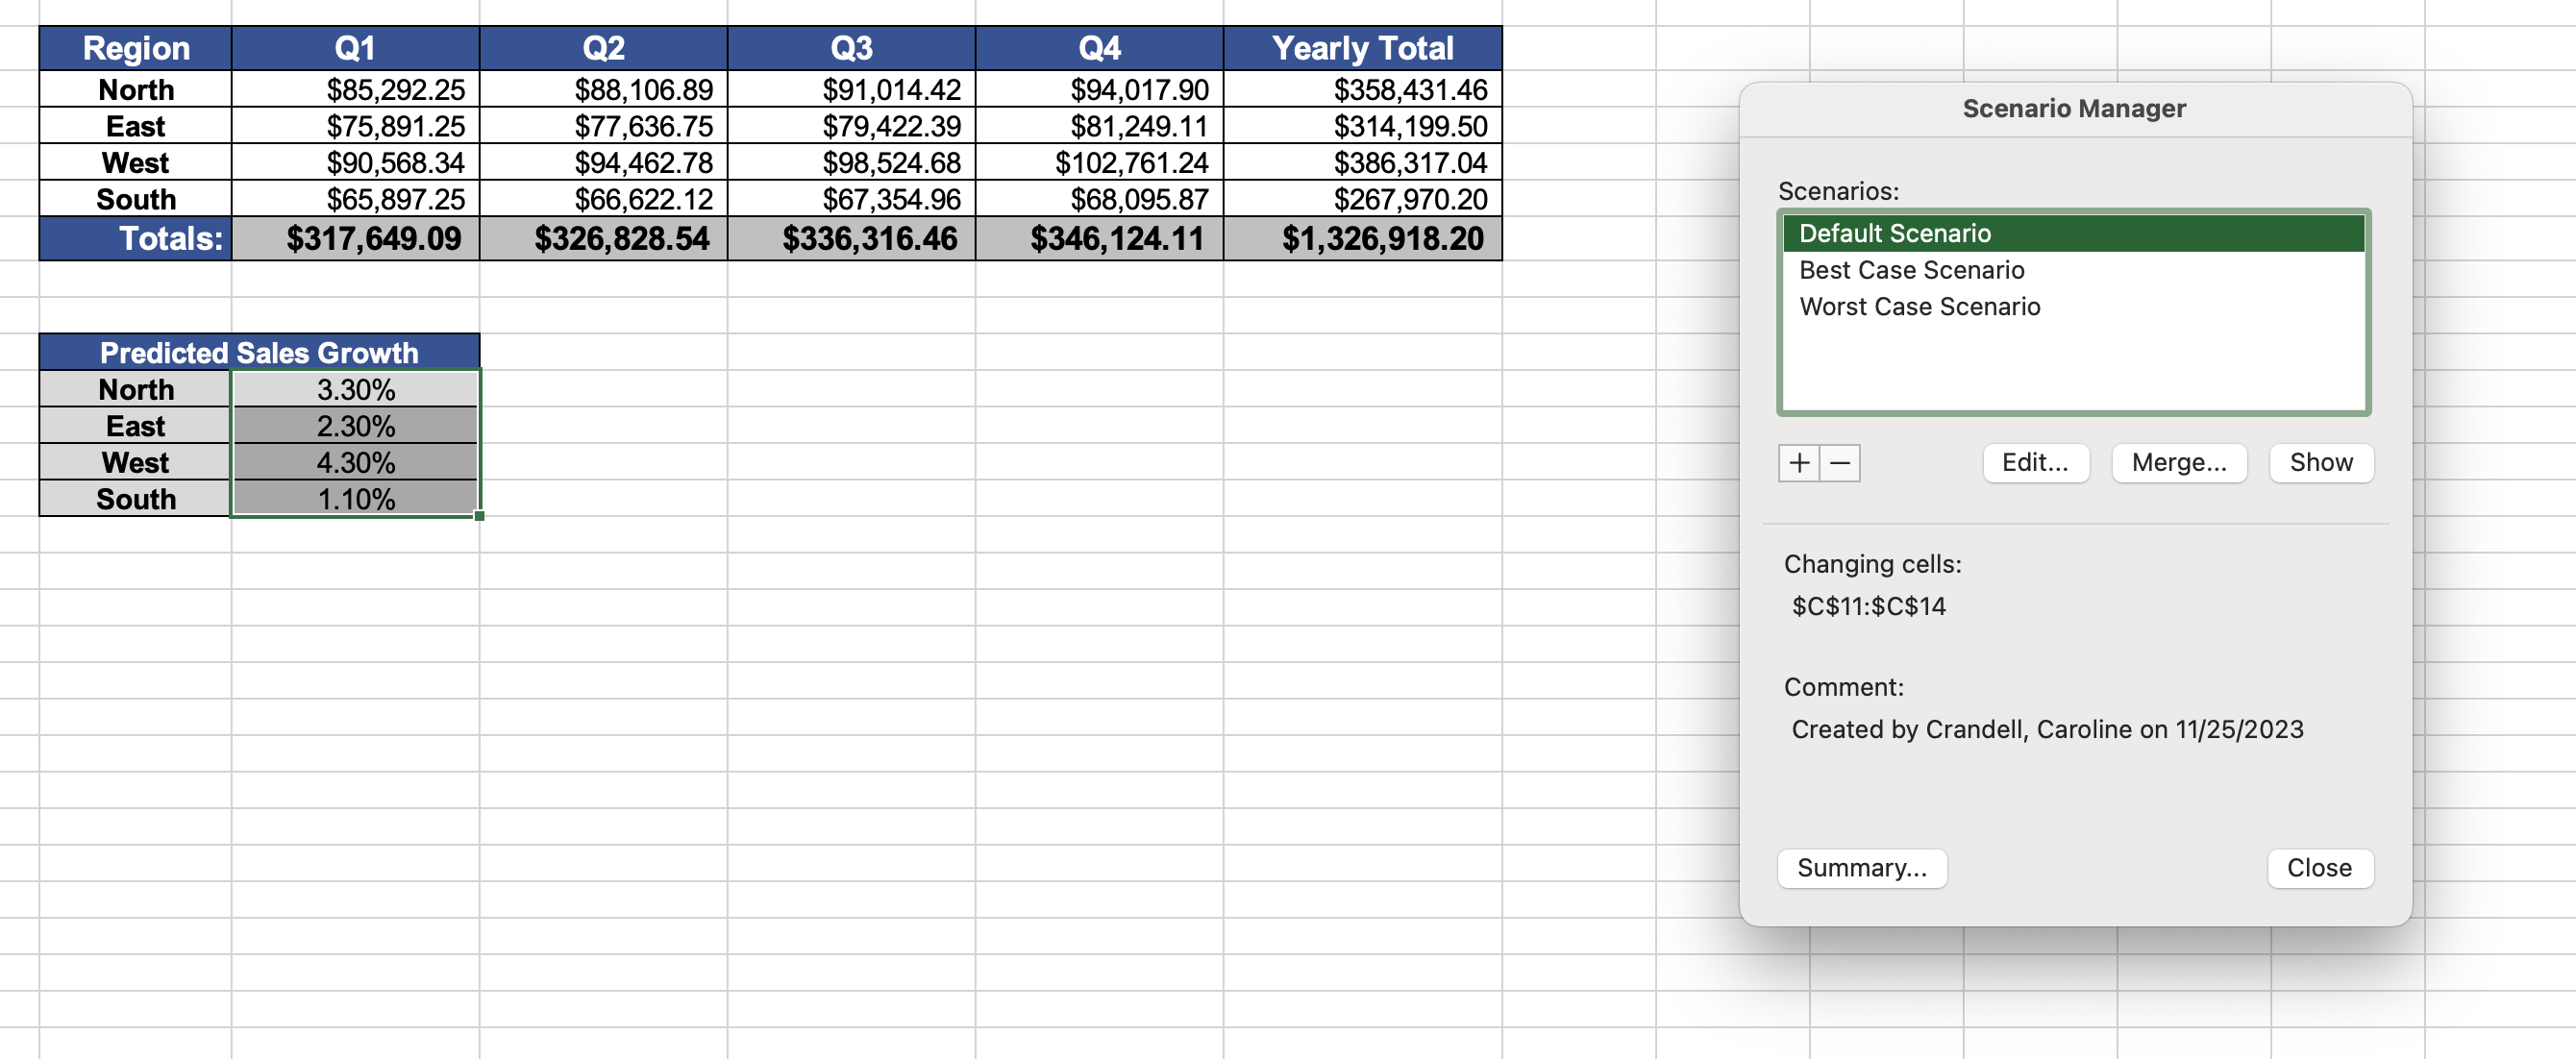 Region Q1 Q2 Q3 Q4 Yearly Total
North $85,292.25 $88,106.89 $91,014.42 $94,017.90 $358,431.46
East $75,891.25 $77,636.75 $79,422.39 $81,249.11 $314,199.50
West $90,568.34 $94,462.78 $98,524.68 $102,761.24 $386,317.04
South $65,897.25 $66,622.12 $67,354.96 $68,095.87 $267,970.20
Totals: $317,649.09 $326,828.54 $336,316.46 $346,124.11 $1,326,918.20
Predicted Sales Growth
North 3.30%
East 2.30%
West 4.30%
South 1.10%
Scenario Manager
Scenarios:
Default Scenario
Best Case Scenario
Worst Case Scenario
+ − Edit... Merge... Show
Changing cells:
$C$11:$C$14
Comment:
Created by Crandell, Caroline on 11/25/2023
Summary... Close